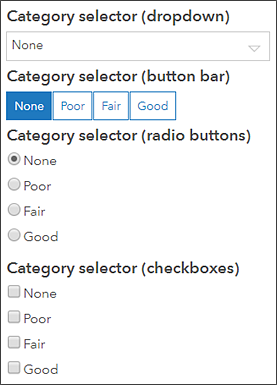 Category selector (dropdown)
None
Category selector (button bar)
None Poor Fair Good
Category selector (radio buttons)
None
Poor
Fair
Good
Category selector (checkboxes)
None
Poor
Fair
Good